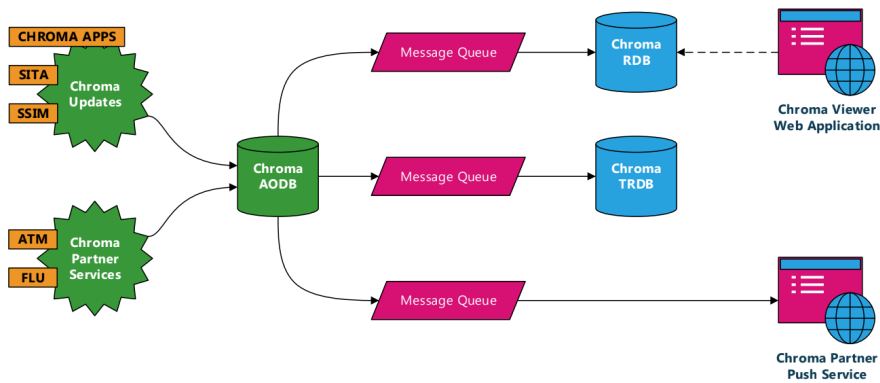 CHROMA APPS
SITA
SSIM
Chroma
Updates
ATM
FLU
Chroma
Partner
Services
Chroma
AODB
Message Queue
Message Queue
Message Queue
Chroma
RDB
Chroma
TRDB
Chroma Viewer
Web Application
Chroma Partner
Push Service